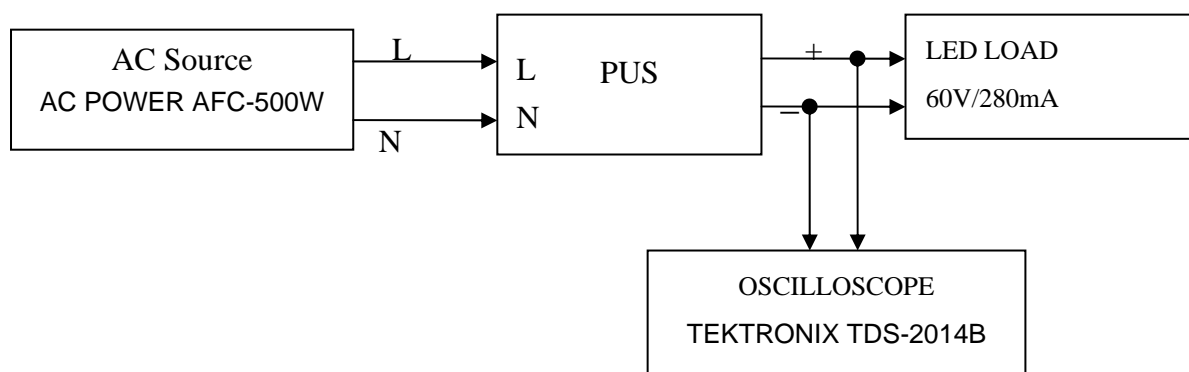 AC Source
AC POWER AFC-500W
L
N
L
N
PUS
+
−
LED LOAD
60V/280mA
OSCILLOSCOPE
TEKTRONIX TDS-2014B